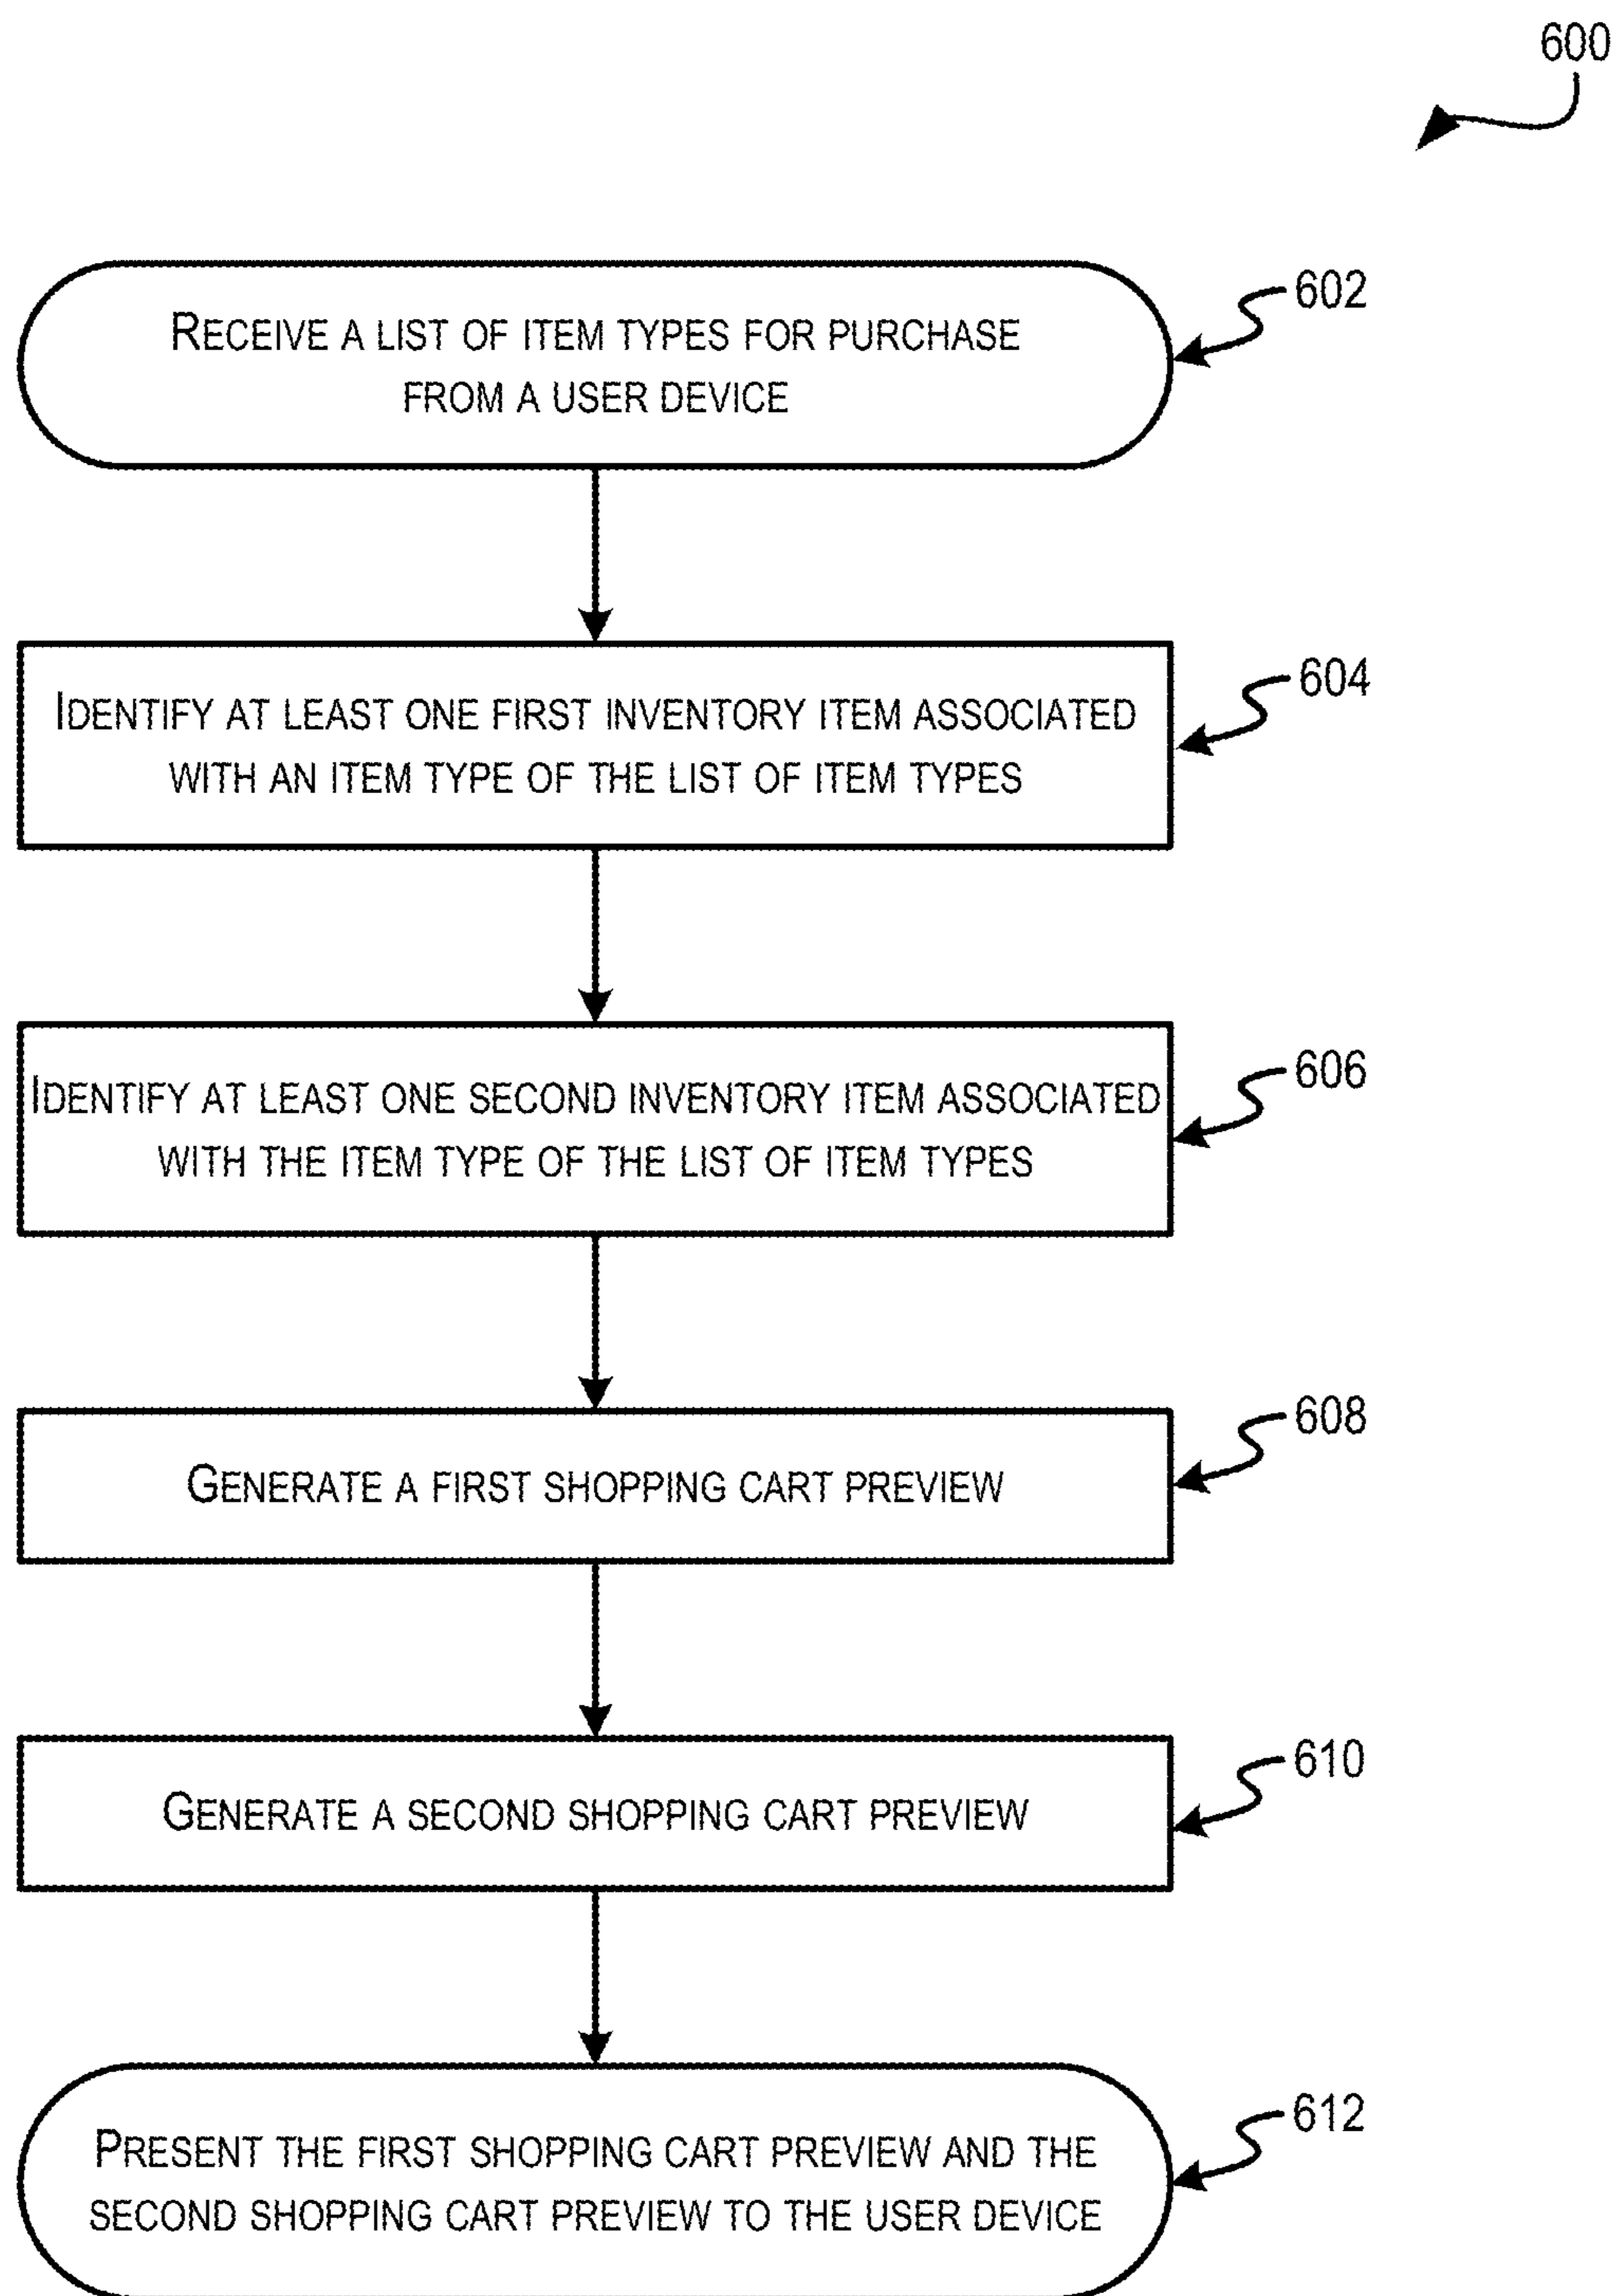 600
RECEIVE A LIST OF ITEM TYPES FOR PURCHASE
FROM A USER DEVICE
602
IDENTIFY AT LEAST ONE FIRST INVENTORY ITEM ASSOCIATED
WITH AN ITEM TYPE OF THE LIST OF ITEM TYPES
604
IDENTIFY AT LEAST ONE SECOND INVENTORY ITEM ASSOCIATED
WITH THE ITEM TYPE OF THE LIST OF ITEM TYPES
606
GENERATE A FIRST SHOPPING CART PREVIEW
608
GENERATE A SECOND SHOPPING CART PREVIEW
610
PRESENT THE FIRST SHOPPING CART PREVIEW AND THE
SECOND SHOPPING CART PREVIEW TO THE USER DEVICE
612